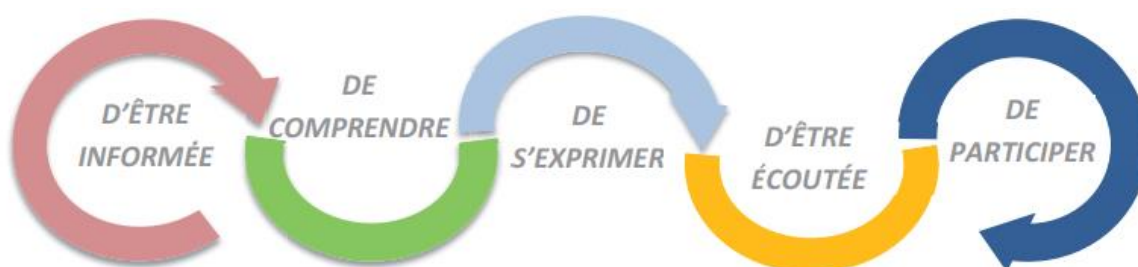 D'ÊTRE
INFORMÉE
DE
COMPRENDRE
DE
S'EXPRIMER
D'ÊTRE
ÉCOUTÉE
DE
PARTICIPER